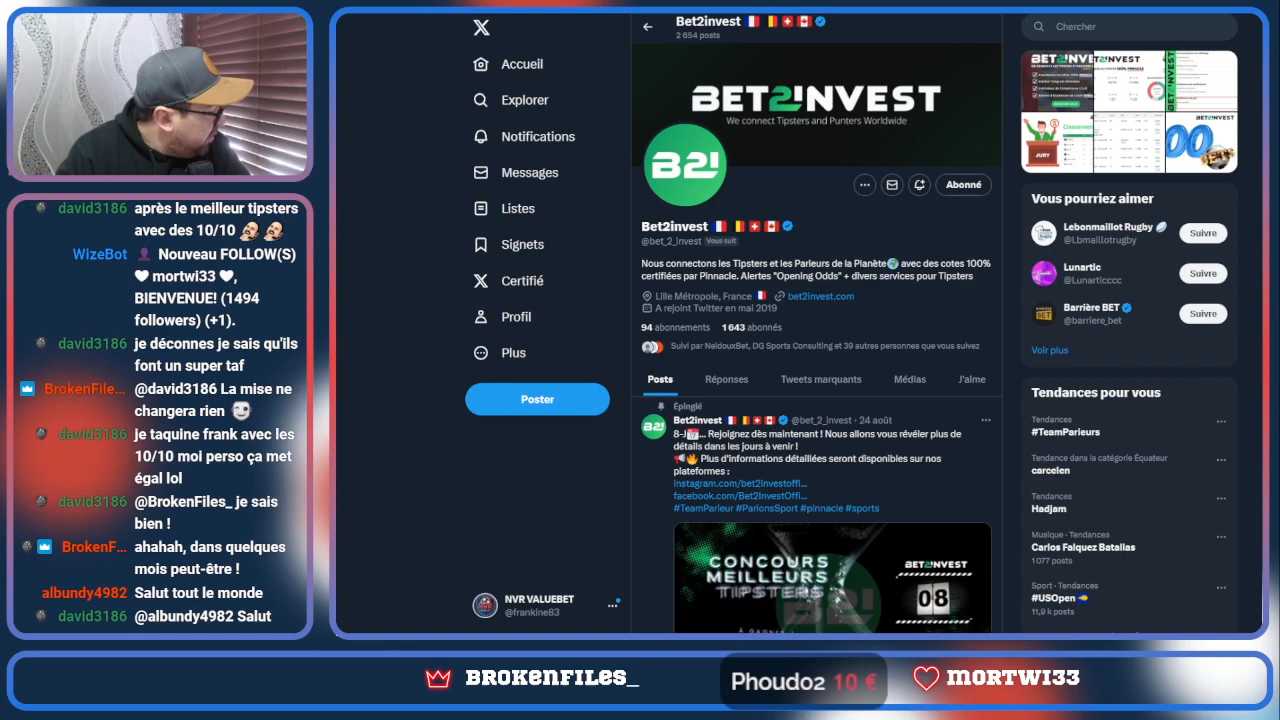 david3186 après le meilleur tipsters
avec des 10/10
WizeBot Nouveau FOLLOW(S)
mortwi33
BIENVENUE! (1494
followers) (+1).
david3186 je déconnes je sais qu'ils
font un super taf
BrokenFile... @david3186 La mise ne
changera rien
david3186 je taquine frank avec les
10/10 moi perso ça met
égal lol
david3186 @BrokenFiles_ je sais
bien !
BrokenF... ahahah, dans quelques
mois peut-être !
albundy4982 Salut tout le monde
david3186 @albundy4982 Salut
Accueil
Explorer
Notifications
Messages
Listes
Signets
Certifié
Profil
Plus
Poster
NVR VALUEBET
@frankine83
Bet2invest
2 654 posts
BET2INVEST
We connect Tipsters and Punters Worldwide
B2!
Abonné
Bet2invest
@bet_2_invest Vous suit
Nous connectons les Tipsters et les Parieurs de la Planète avec des cotes 100%
certifiées par Pinnacle. Alertes "Opening Odds" + divers services pour Tipsters
Lille Métropole, France bet2invest.com
A rejoint Twitter en mai 2019
94 abonnements 1 643 abonnés
Suivi par NeidouxBet, DG Sports Consulting et 39 autres personnes que vous suivez
Posts Réponses Tweets marquants Médias J'aime
Épinglé
Bet2invest @bet_2_invest · 24 août
8-J... Rejoignez dès maintenant ! Nous allons vous révéler plus de
détails dans les jours à venir !
Plus d'informations détaillées seront disponibles sur nos
plateformes :
instagram.com/bet2investoffi...
facebook.com/Bet2InvestOffi...
#TeamParieur #ParionsSport #pinnacle #sports
CONCOURS
MEILLEURS
TIPSTERS
BET2INVEST
08
Chercher
BET2INVEST
BET2INVEST
Classement
JURY
BET2INVEST
Vous pourriez aimer
Lebonmaillot Rugby
@Lbmaillotrugby
Suivre
Lunartic
@Lunarticccc
Suivre
Barrière BET
@barriere_bet
Suivre
Voir plus
Tendances pour vous
Tendances
#TeamParieurs
Tendance dans la catégorie Équateur
carcelen
Tendances
Hadjam
Musique · Tendances
Carlos Falquez Batallas
1 077 posts
Sport · Tendances
#USOpen
11,9 k posts
BROKENFILES_
Phoudo2 10 €
MORTWI33